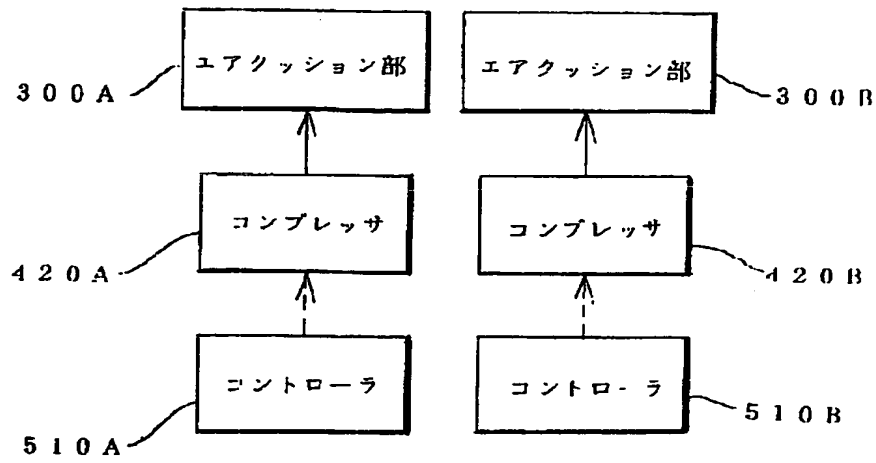 エアクッション部
エアクッション部
300A
300B
コンプレッサ
コンプレッサ
420A
420B
コントローラ
コントローラ
510A
510B